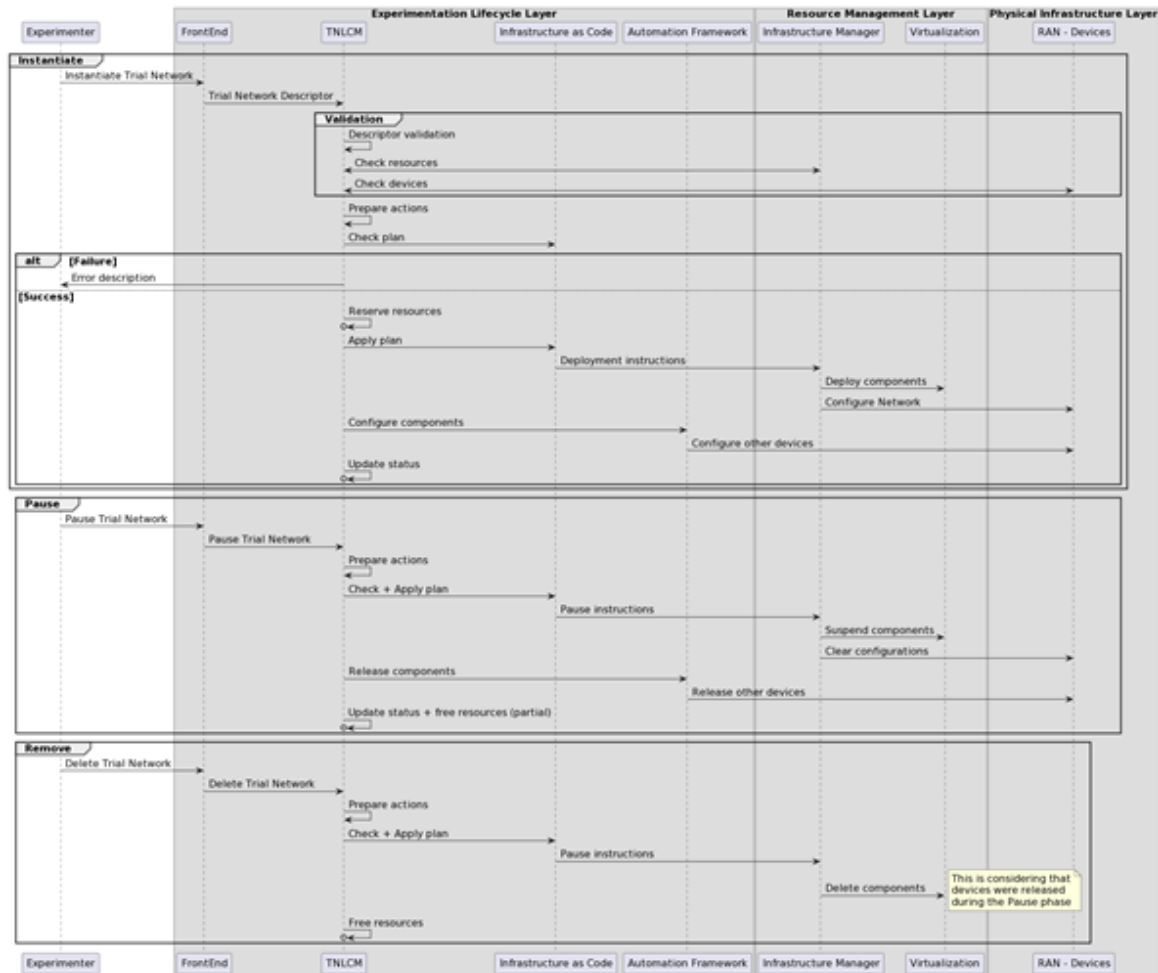 Experimentation Lifecycle Layer Resource Management Layer Physical Infrastructure Layer
Experimenter FrontEnd TNLCM Infrastructure as Code Automation Framework Infrastructure Manager Virtualization RAN - Devices
Instantiate
Instantiate Trial Network
Trial Network Descriptor
Validation
Descriptor validation
Check resources
Check devices
Prepare actions
Check plan
alt [Failure]
Error description
[Success]
Reserve resources
Apply plan
Deployment instructions
Deploy components
Configure Network
Configure components
Configure other devices
Update status
Pause
Pause Trial Network
Pause Trial Network
Prepare actions
Check + Apply plan
Pause instructions
Suspend components
Clear configurations
Release components
Release other devices
Update status + free resources (partial)
Remove
Delete Trial Network
Delete Trial Network
Prepare actions
Check + Apply plan
Pause instructions
Delete components
This is considering that
devices were released
during the Pause phase
Free resources
Experimenter FrontEnd TNLCM Infrastructure as Code Automation Framework Infrastructure Manager Virtualization RAN - Devices